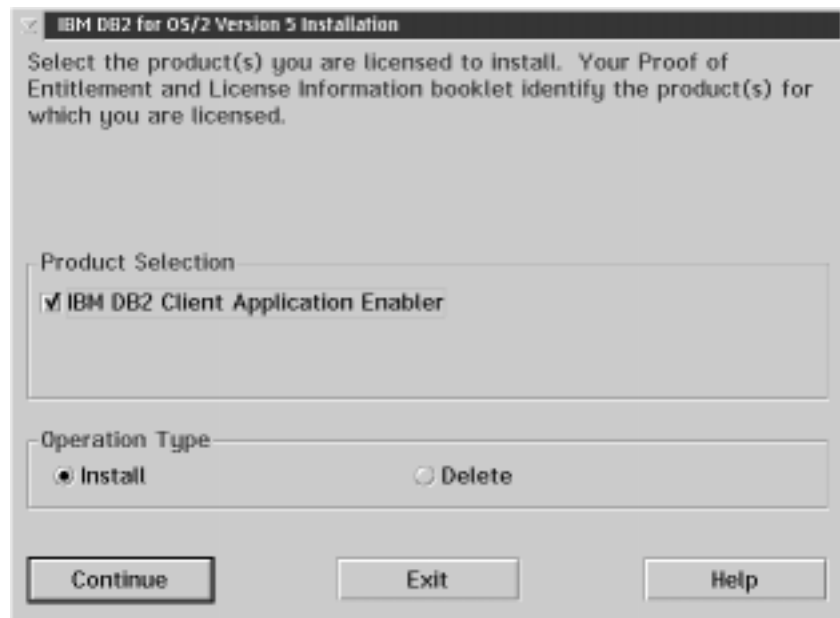 IBM DB2 for OS/2 Version 5 Installation
Select the product(s) you are licensed to install. Your Proof of
Entitlement and License Information booklet identify the product(s) for
which you are licensed.
Product Selection
IBM DB2 Client Application Enabler
Operation Type
Install Delete
Continue Exit Help